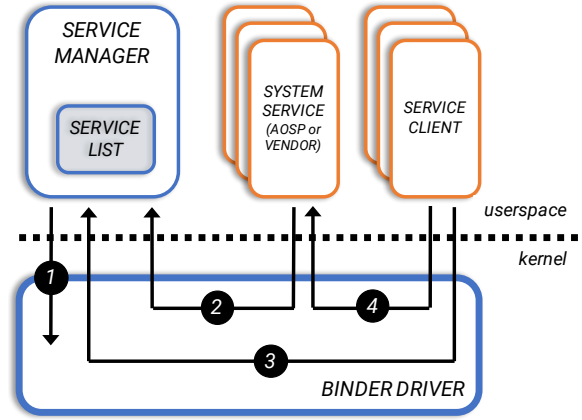 SERVICE
MANAGER
SERVICE
LIST
SYSTEM
SERVICE
(AOSP or
VENDOR)
SERVICE
CLIENT
userspace
kernel
1
2
4
3
BINDER DRIVER